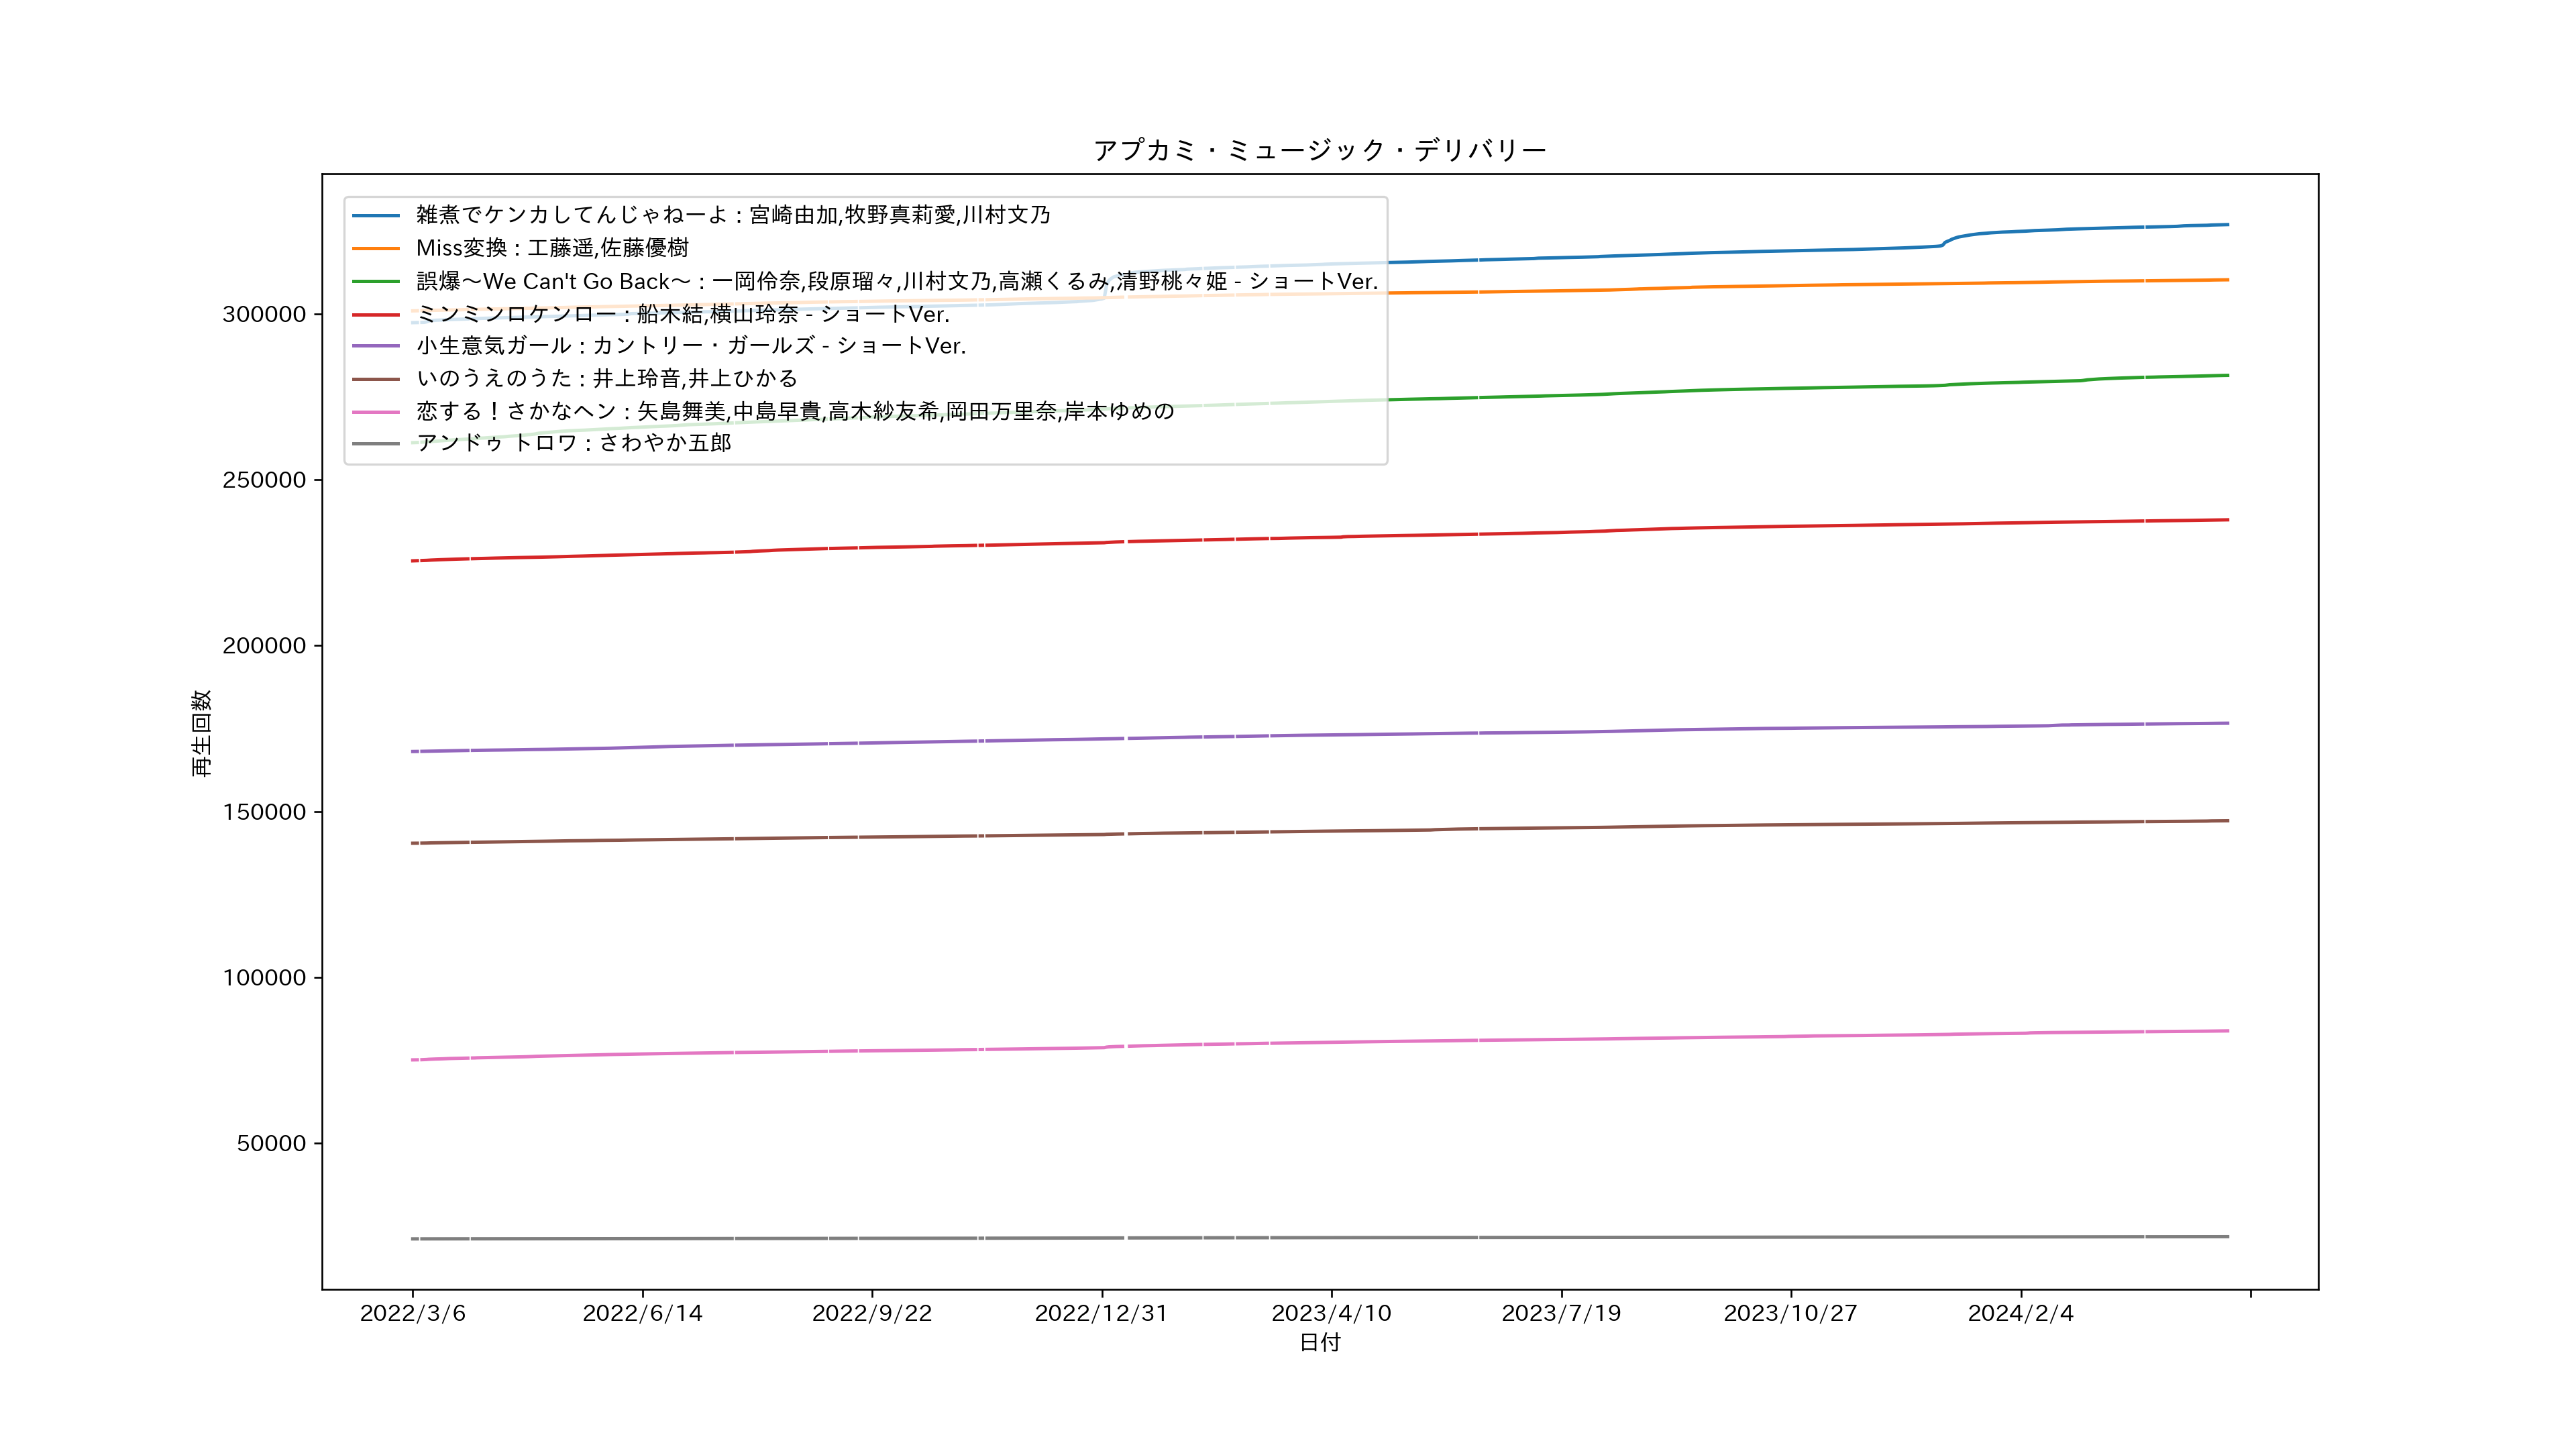 アプカミ・ミュージック・デリバリー
雑煮でケンカしてんじゃねーよ : 宮崎由加,牧野真莉愛,川村文乃
Miss変換 : 工藤遥,佐藤優樹
誤爆〜We Can't Go Back〜 : 一岡伶奈,段原瑠々,川村文乃,高瀬くるみ,清野桃々姫 - ショートVer.
ミンミンロケンロー : 船木結,横山玲奈 - ショートVer.
小生意気ガール : カントリー・ガールズ - ショートVer.
いのうえのうた : 井上玲音,井上ひかる
恋する！さかなヘン : 矢島舞美,中島早貴,高木紗友希,岡田万里奈,岸本ゆめの
アンドゥ トロワ : さわやか五郎
300000
250000
200000
150000
100000
50000
再生回数
2022/3/6 2022/6/14 2022/9/22 2022/12/31 2023/4/10 2023/7/19 2023/10/27 2024/2/4
日付